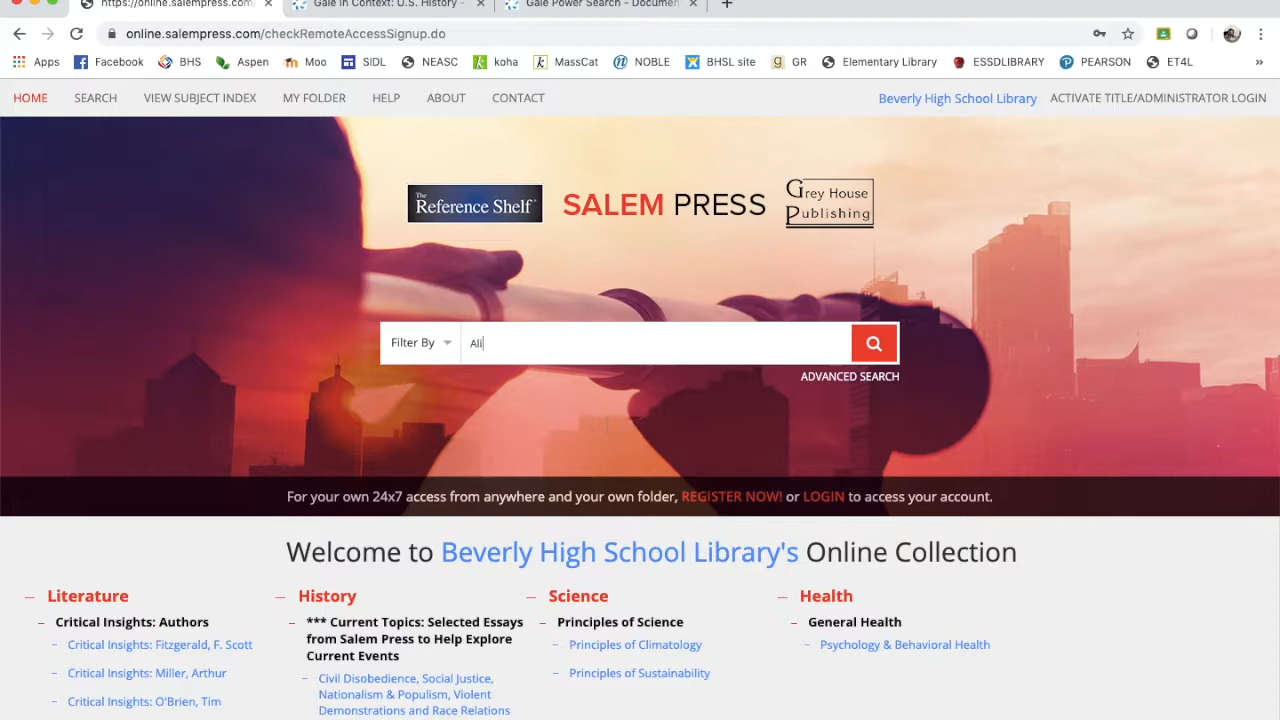 https://online.salempress.com/
Gale In Context: U.S. History -
Gale Power Search - Documen
online.salempress.com/checkRemoteAccessSignup.do
Apps Facebook BHS Aspen Moo SIDL NEASC koha MassCat NOBLE BHSL site GR Elementary Library ESSDLIBRARY PEARSON ET4L »
HOME SEARCH VIEW SUBJECT INDEX MY FOLDER HELP ABOUT CONTACT Beverly High School Library ACTIVATE TITLE/ADMINISTRATOR LOGIN
The
Reference Shelf
SALEM PRESS
Grey House
Publishing
Filter By Ali
ADVANCED SEARCH
For your own 24x7 access from anywhere and your own folder, REGISTER NOW! or LOGIN to access your account.
Welcome to Beverly High School Library's Online Collection
Literature
Critical Insights: Authors
Critical Insights: Fitzgerald, F. Scott
Critical Insights: Miller, Arthur
Critical Insights: O'Brien, Tim
History
*** Current Topics: Selected Essays
from Salem Press to Help Explore
Current Events
Civil Disobedience, Social Justice,
Nationalism & Populism, Violent
Demonstrations and Race Relations
Science
Principles of Science
Principles of Climatology
Principles of Sustainability
Health
General Health
Psychology & Behavioral Health